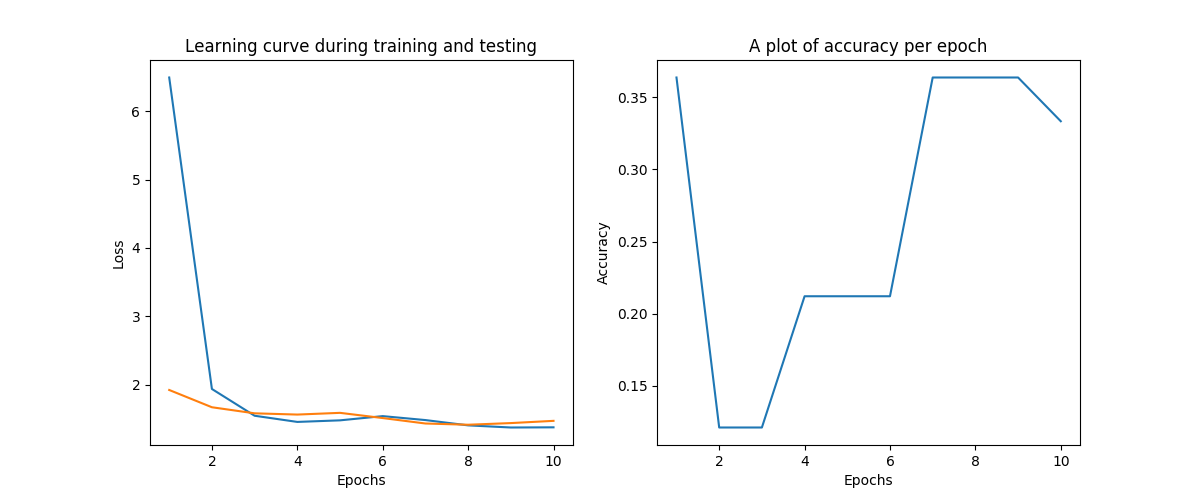 Learning curve during training and testing
6
5
4
3
2
Loss
2 4 6 8 10
Epochs
A plot of accuracy per epoch
0.35
0.30
0.25
0.20
0.15
Accuracy
2 4 6 8 10
Epochs